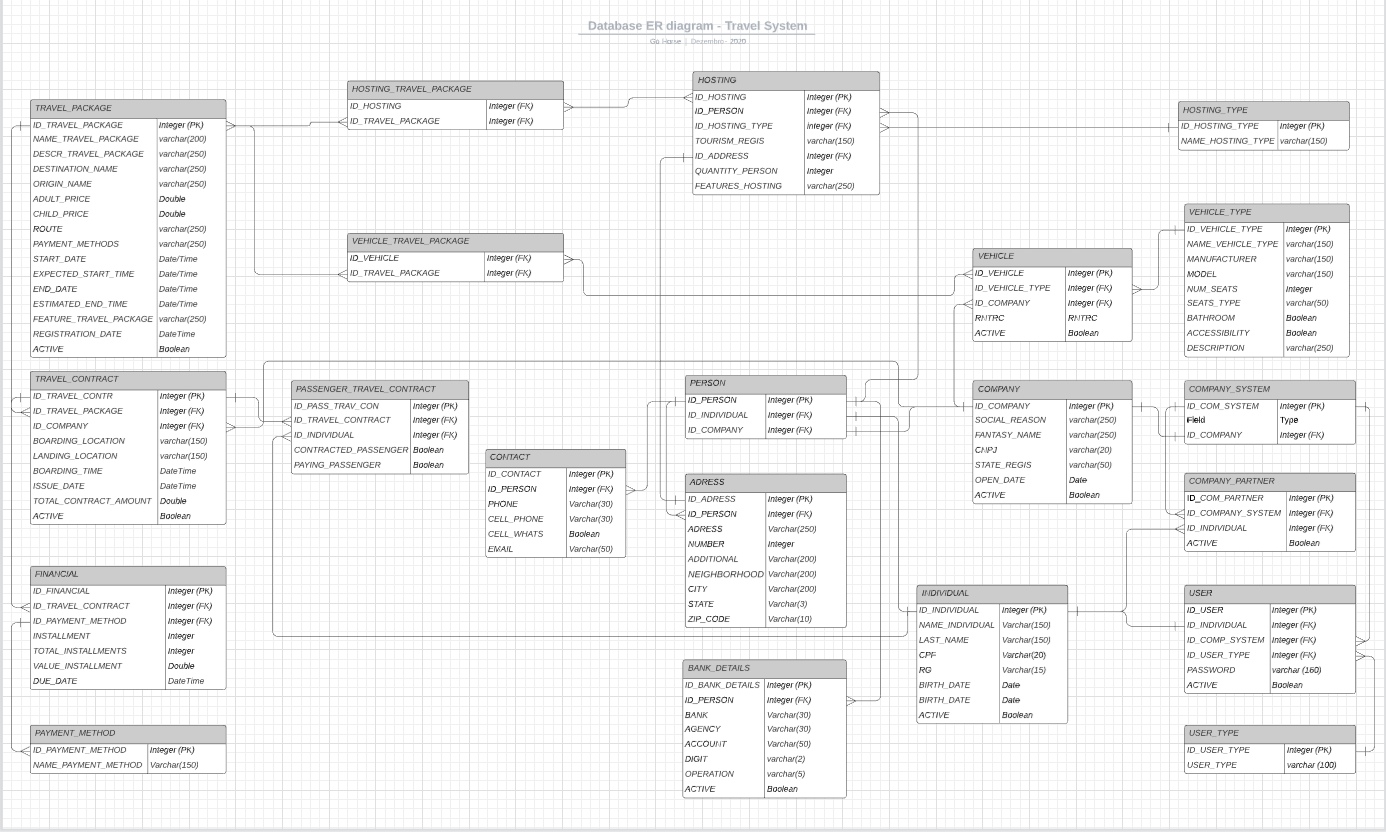 Database ER diagram - Travel System
Go Horse | Dezembro- 2020
TRAVEL_PACKAGE
ID_TRAVEL_PACKAGE Integer (PK)
NAME_TRAVEL_PACKAGE varchar(200)
DESCR_TRAVEL_PACKAGE varchar(250)
DESTINATION_NAME varchar(250)
ORIGIN_NAME varchar(250)
ADULT_PRICE Double
CHILD_PRICE Double
ROUTE varchar(250)
PAYMENT_METHODS varchar(250)
START_DATE Date/Time
EXPECTED_START_TIME Date/Time
END_DATE Date/Time
ESTIMATED_END_TIME Date/Time
FEATURE_TRAVEL_PACKAGE varchar(250)
REGISTRATION_DATE DateTime
ACTIVE Boolean
HOSTING_TRAVEL_PACKAGE
ID_HOSTING Integer (FK)
ID_TRAVEL_PACKAGE Integer (FK)
HOSTING
ID_HOSTING Integer (PK)
ID_PERSON Integer (FK)
ID_HOSTING_TYPE Integer (FK)
TOURISM_REGIS varchar(150)
ID_ADDRESS Integer (FK)
QUANTITY_PERSON Integer
FEATURES_HOSTING varchar(250)
HOSTING_TYPE
ID_HOSTING_TYPE Integer (PK)
NAME_HOSTING_TYPE varchar(150)
VEHICLE_TRAVEL_PACKAGE
ID_VEHICLE Integer (FK)
ID_TRAVEL_PACKAGE Integer (FK)
VEHICLE
ID_VEHICLE Integer (PK)
ID_VEHICLE_TYPE Integer (FK)
ID_COMPANY Integer (FK)
RNTRC RNTRC
ACTIVE Boolean
VEHICLE_TYPE
ID_VEHICLE_TYPE Integer (PK)
NAME_VEHICLE_TYPE varchar(150)
MANUFACTURER varchar(150)
MODEL varchar(150)
NUM_SEATS Integer
SEATS_TYPE varchar(50)
BATHROOM Boolean
ACCESSIBILITY Boolean
DESCRIPTION varchar(250)
TRAVEL_CONTRACT
ID_TRAVEL_CONTR Integer (PK)
ID_TRAVEL_PACKAGE Integer (FK)
ID_COMPANY Integer (FK)
BOARDING_LOCATION varchar(150)
LANDING_LOCATION varchar(150)
BOARDING_TIME DateTime
ISSUE_DATE DateTime
TOTAL_CONTRACT_AMOUNT Double
ACTIVE Boolean
PASSENGER_TRAVEL_CONTRACT
ID_PASS_TRAV_CON Integer (PK)
ID_TRAVEL_CONTRACT Integer (FK)
ID_INDIVIDUAL Integer (FK)
CONTRACTED_PASSENGER Boolean
PAYING_PASSENGER Boolean
CONTACT
ID_CONTACT Integer (PK)
ID_PERSON Integer (FK)
PHONE Varchar(30)
CELL_PHONE Varchar(30)
CELL_WHATS Boolean
EMAIL Varchar(50)
PERSON
ID_PERSON Integer (PK)
ID_INDIVIDUAL Integer (FK)
ID_COMPANY Integer (FK)
ADRESS
ID_ADRESS Integer (PK)
ID_PERSON Integer (FK)
ADRESS Varchar(250)
NUMBER Integer
ADDITIONAL Varchar(200)
NEIGHBORHOOD Varchar(200)
CITY Varchar(200)
STATE Varchar(3)
ZIP_CODE Varchar(10)
COMPANY
ID_COMPANY Integer (PK)
SOCIAL_REASON varchar(250)
FANTASY_NAME varchar(250)
CNPJ varchar(20)
STATE_REGIS varchar(50)
OPEN_DATE Date
ACTIVE Boolean
COMPANY_SYSTEM
ID_COM_SYSTEM Integer (PK)
Field Type
ID_COMPANY Integer (FK)
COMPANY_PARTNER
ID_COM_PARTNER Integer (PK)
ID_COMPANY_SYSTEM Integer (FK)
ID_INDIVIDUAL Integer (FK)
ACTIVE Boolean
FINANCIAL
ID_FINANCIAL Integer (PK)
ID_TRAVEL_CONTRACT Integer (FK)
ID_PAYMENT_METHOD Integer (FK)
INSTALLMENT Integer
TOTAL_INSTALLMENTS Integer
VALUE_INSTALLMENT Double
DUE_DATE DateTime
BANK_DETAILS
ID_BANK_DETAILS Integer (PK)
ID_PERSON Integer (FK)
BANK Varchar(30)
AGENCY Varchar(30)
ACCOUNT Varchar(50)
DIGIT varchar(2)
OPERATION varchar(5)
ACTIVE Boolean
INDIVIDUAL
ID_INDIVIDUAL Integer (PK)
NAME_INDIVIDUAL Varchar(150)
LAST_NAME Varchar(150)
CPF Varchar(20)
RG Varchar(15)
BIRTH_DATE Date
BIRTH_DATE Date
ACTIVE Boolean
USER
ID_USER Integer (PK)
ID_INDIVIDUAL Integer (FK)
ID_COMP_SYSTEM Integer (FK)
ID_USER_TYPE Integer (FK)
PASSWORD varchar (160)
ACTIVE Boolean
PAYMENT_METHOD
ID_PAYMENT_METHOD Integer (PK)
NAME_PAYMENT_METHOD Varchar(150)
USER_TYPE
ID_USER_TYPE Integer (PK)
USER_TYPE varchar (100)